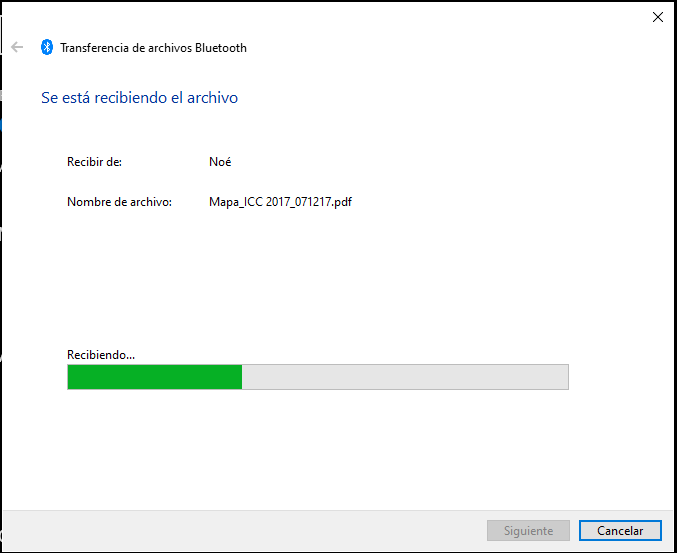 Transferencia de archivos Bluetooth
Se está recibiendo el archivo
Recibir de: Noé
Nombre de archivo: Mapa_ICC 2017_071217.pdf
Recibiendo...
Siguiente Cancelar